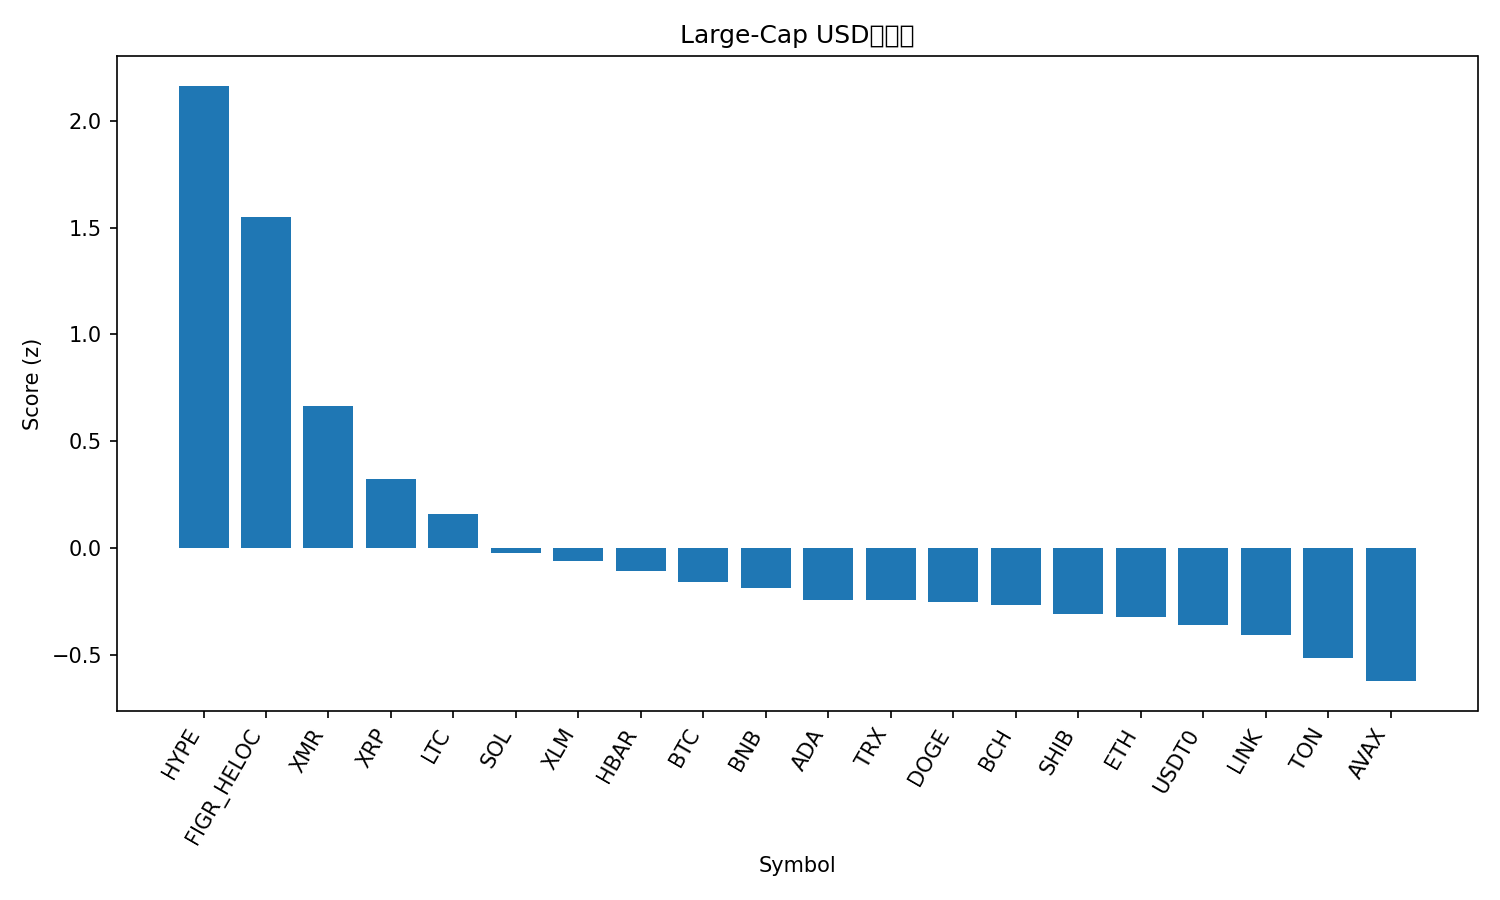 Large-Cap USD
2.0
1.5
1.0
0.5
0.0
−0.5
Score (z)
HYPE
FIGR_HELOC
XMR
XRP
LTC
SOL
XLM
HBAR
BTC
BNB
ADA
TRX
DOGE
BCH
SHIB
ETH
USDT0
LINK
TON
AVAX
Symbol